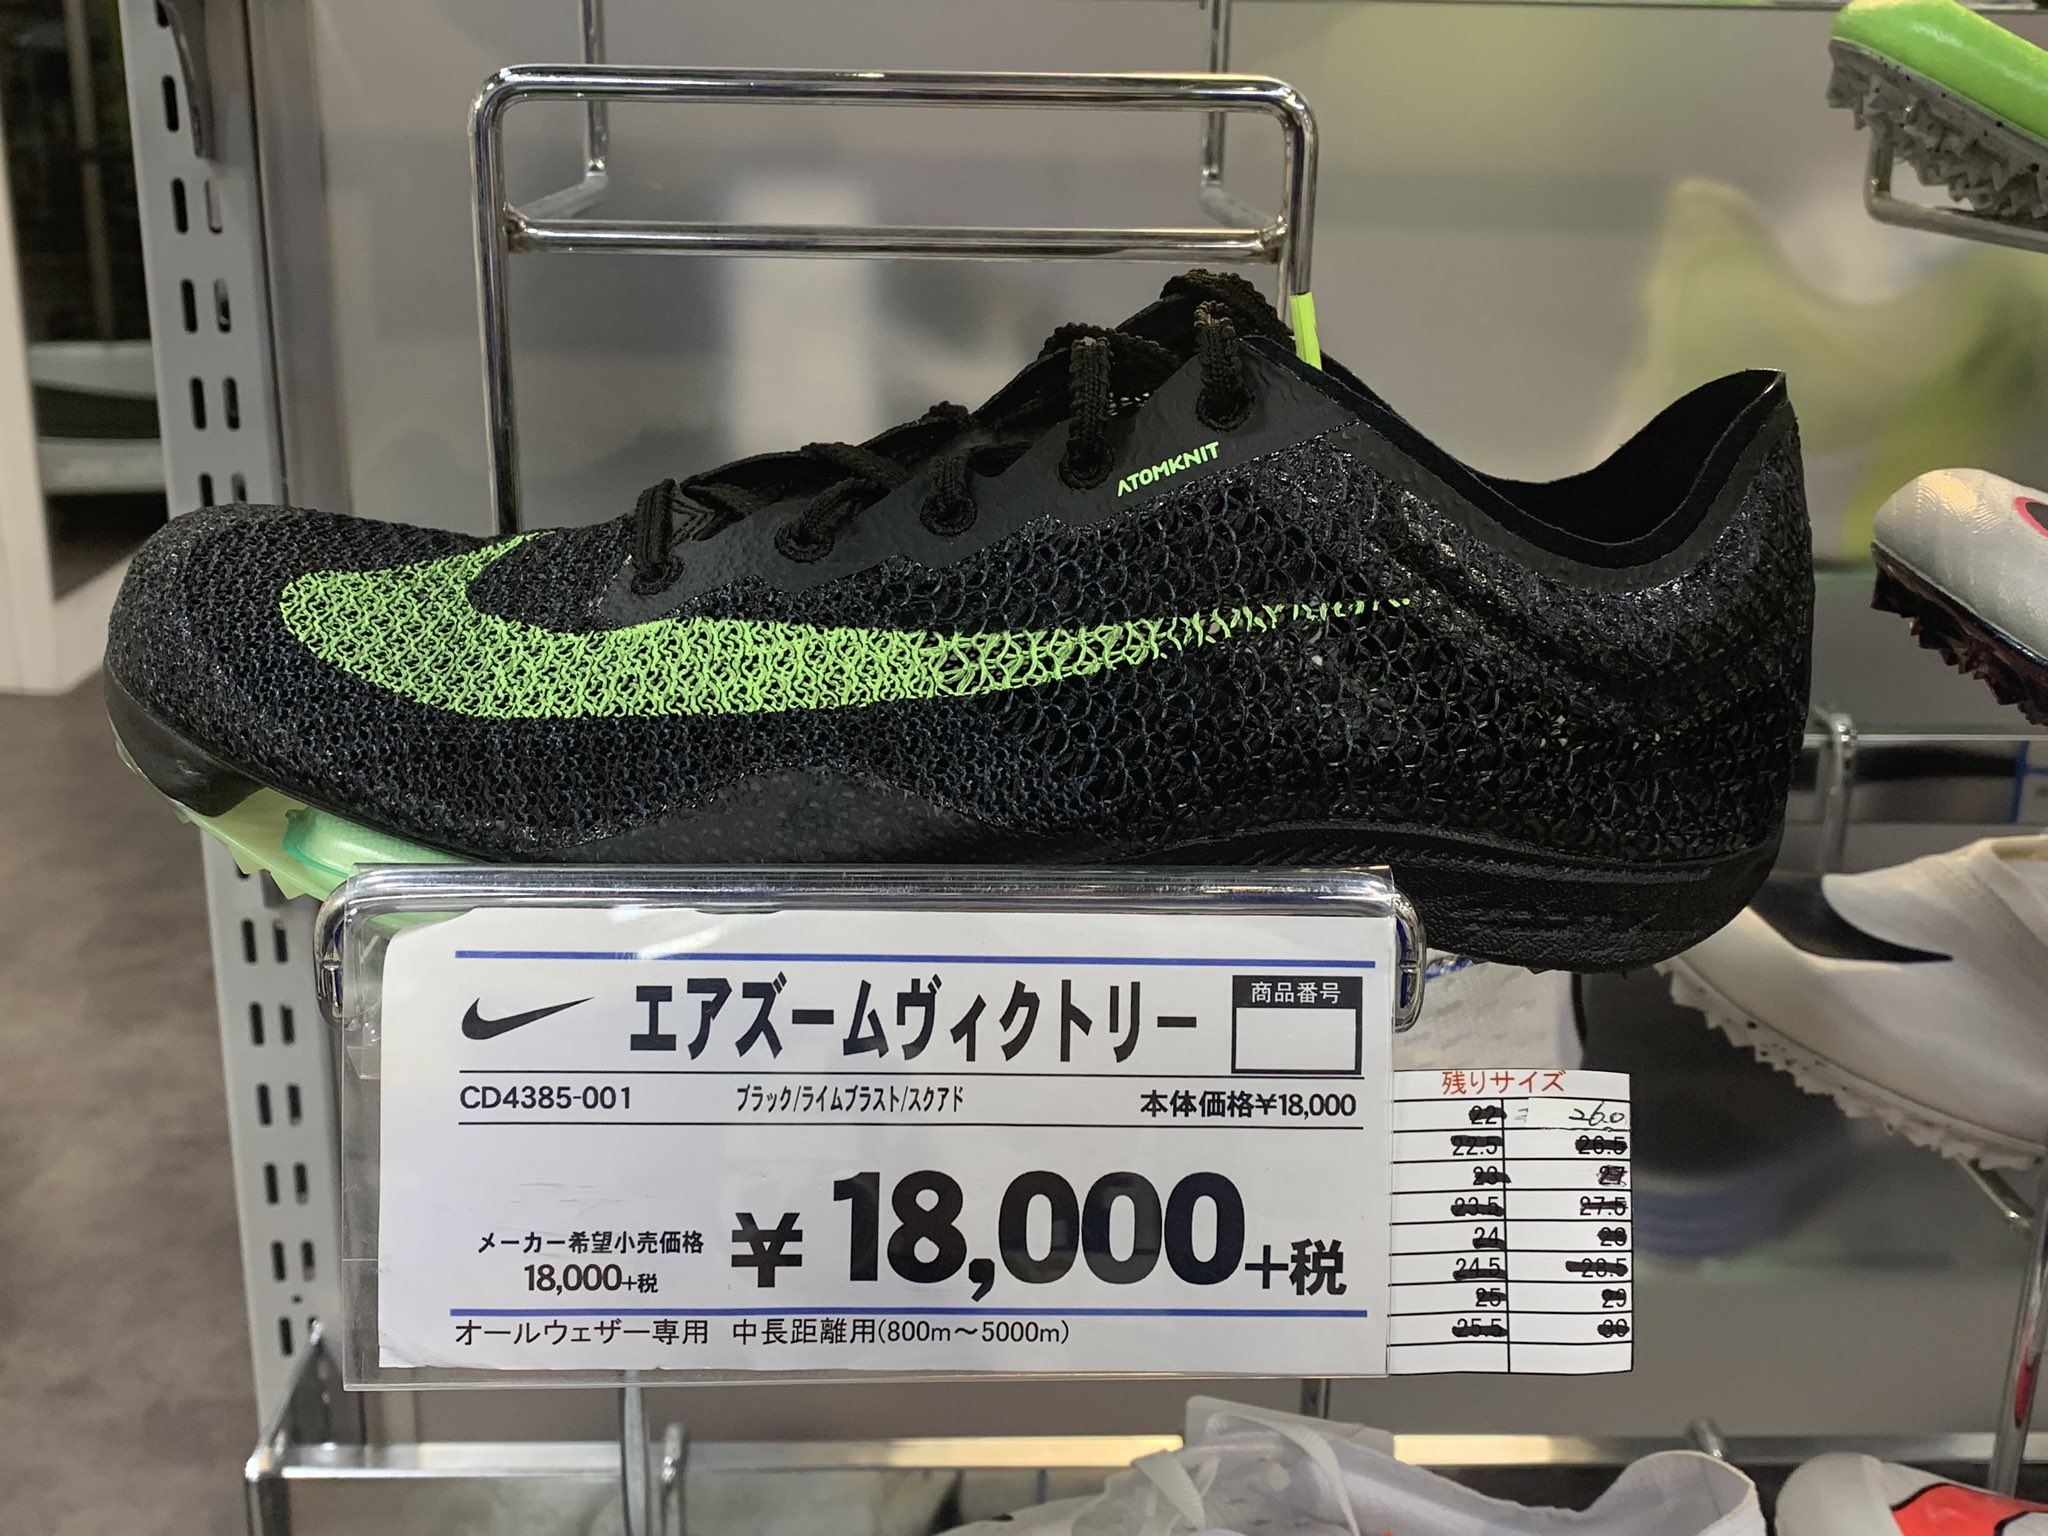 ATOMKNIT
エアズームヴィクトリー
商品番号
CD4385-001 ブラック/ライムブラスト/スクアド 本体価格¥18,000
メーカー希望小売価格
18,000+税
¥18,000+税
オールウェザー専用 中長距離用(800m～5000m)
残りサイズ
22 26.0
22.5 26.5
23 27
23.5 27.5
24 28
24.5 28.5
25 29
25.5 30